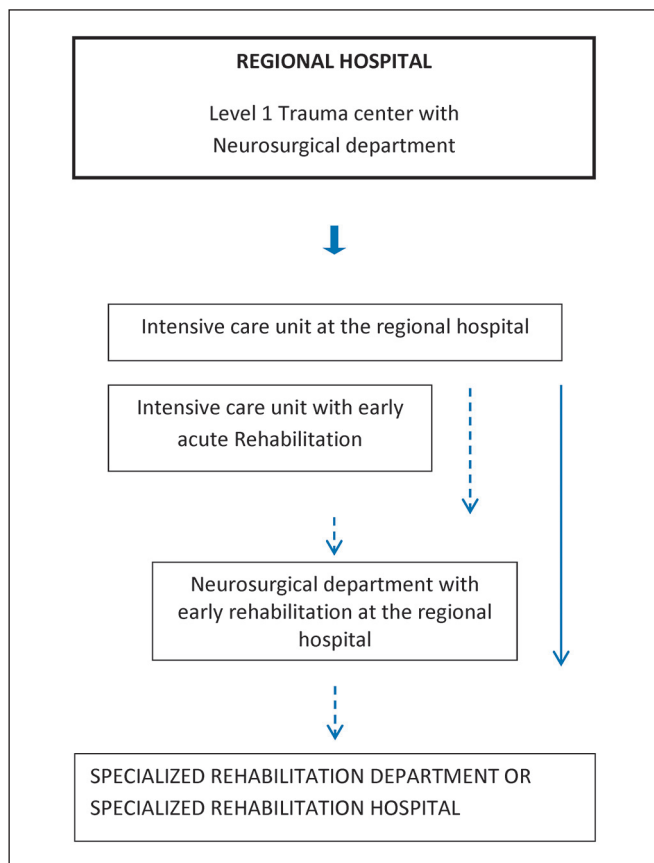 REGIONAL HOSPITAL
Level 1 Trauma center with
Neurosurgical department
Intensive care unit at the regional hospital
Intensive care unit with early
acute Rehabilitation
Neurosurgical department with
early rehabilitation at the regional
hospital
SPECIALIZED REHABILITATION DEPARTMENT OR
SPECIALIZED REHABILITATION HOSPITAL